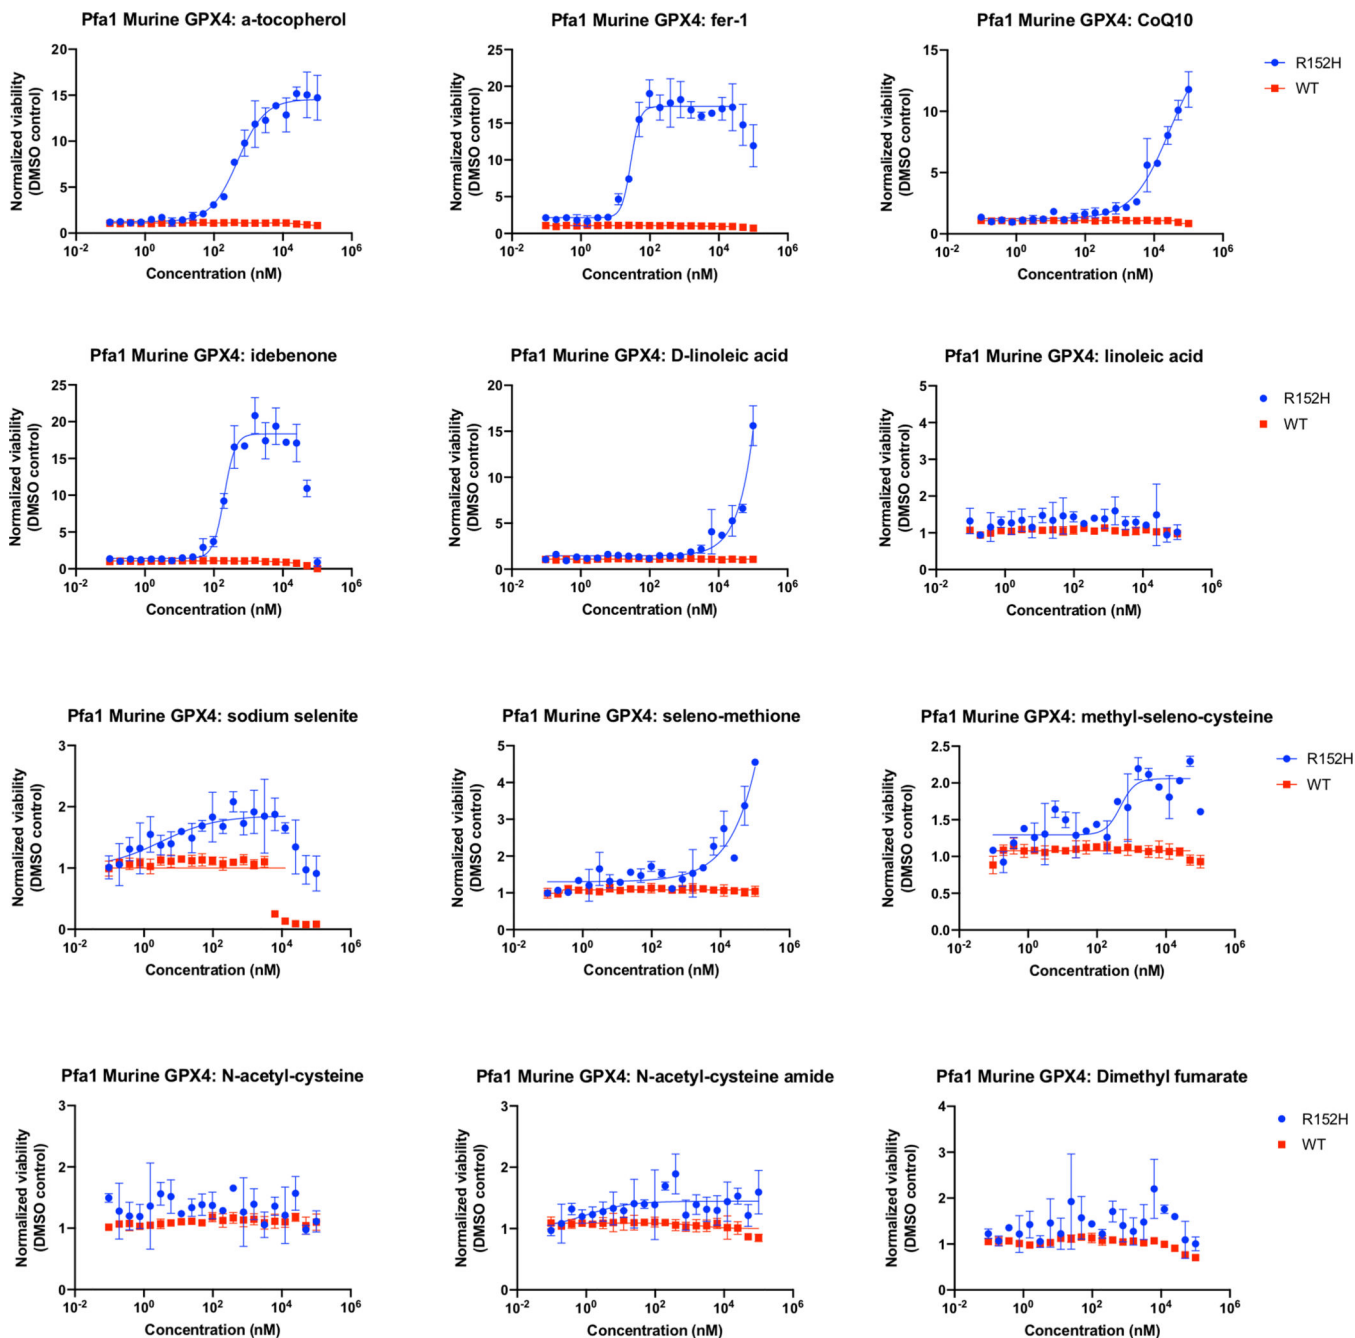 Pfa1 Murine GPX4: a-tocopherol
Normalized viability
(DMSO control)
20
15
10
5
0
10-2
100
102
104
106
Concentration (nM)
Pfa1 Murine GPX4: fer-1
Normalized viability
(DMSO control)
25
20
15
10
5
0
10-2
100
102
104
106
Concentration (nM)
Pfa1 Murine GPX4: CoQ10
Normalized viability
(DMSO control)
15
10
5
0
10-2
100
102
104
106
Concentration (nM)
R152H
WT
Pfa1 Murine GPX4: idebenone
Normalized viability
(DMSO control)
25
20
15
10
5
0
10-2
100
102
104
106
Concentration (nM)
Pfa1 Murine GPX4: D-linoleic acid
Normalized viability
(DMSO control)
20
15
10
5
0
10-2
100
102
104
106
Concentration (nM)
Pfa1 Murine GPX4: linoleic acid
Normalized viability
(DMSO control)
5
4
3
2
1
0
10-2
100
102
104
106
Concentration (nM)
R152H
WT
Pfa1 Murine GPX4: sodium selenite
Normalized viability
(DMSO control)
3
2
1
0
10-2
100
102
104
106
Concentration (nM)
Pfa1 Murine GPX4: seleno-methione
Normalized viability
(DMSO control)
5
4
3
2
1
0
10-2
100
102
104
106
Concentration (nM)
Pfa1 Murine GPX4: methyl-seleno-cysteine
Normalized viability
(DMSO control)
2.5
2.0
1.5
1.0
0.5
0.0
10-2
100
102
104
106
Concentration (nM)
R152H
WT
Pfa1 Murine GPX4: N-acetyl-cysteine
Normalized viability
(DMSO control)
3
2
1
0
10-2
100
102
104
106
Concentration (nM)
Pfa1 Murine GPX4: N-acetyl-cysteine amide
Normalized viability
(DMSO control)
3
2
1
0
10-2
100
102
104
106
Concentration (nM)
Pfa1 Murine GPX4: Dimethyl fumarate
Normalized viability
(DMSO control)
4
3
2
1
0
10-2
100
102
104
106
Concentration (nM)
R152H
WT